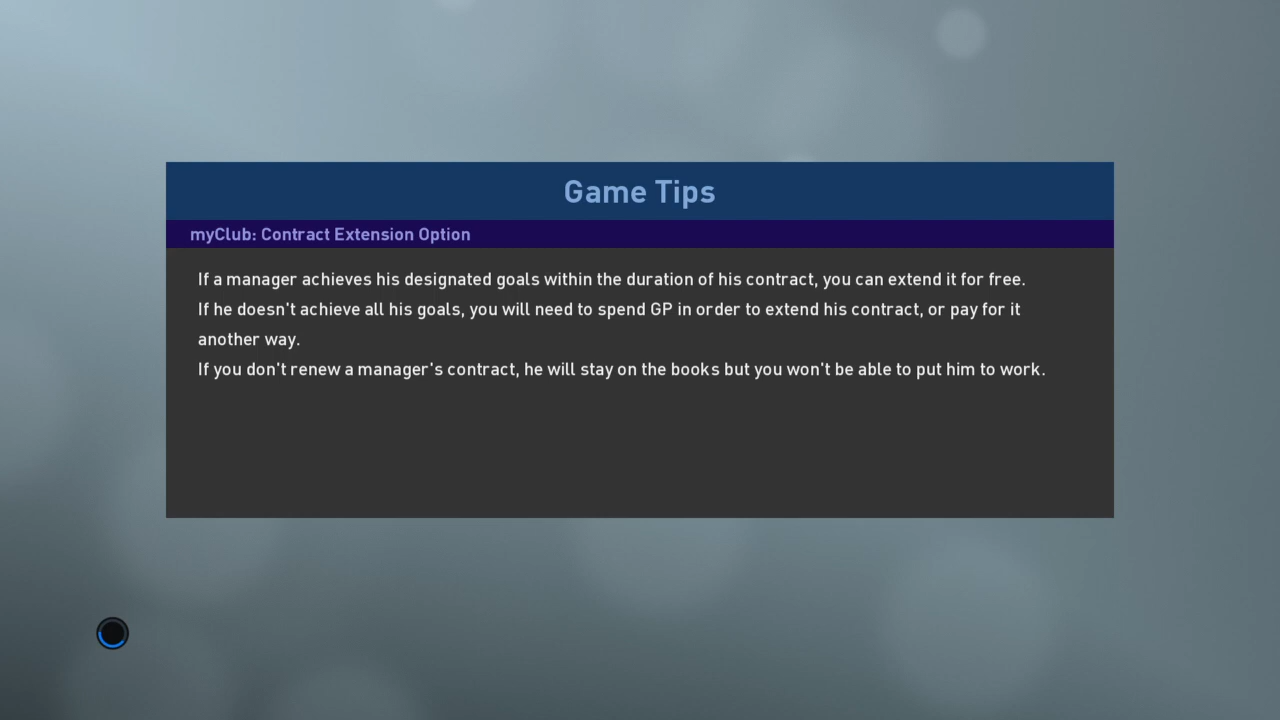 Game Tips
myClub: Contract Extension Option
If a manager achieves his designated goals within the duration of his contract, you can extend it for free.
If he doesn't achieve all his goals, you will need to spend GP in order to extend his contract, or pay for it
another way.
If you don't renew a manager's contract, he will stay on the books but you won't be able to put him to work.